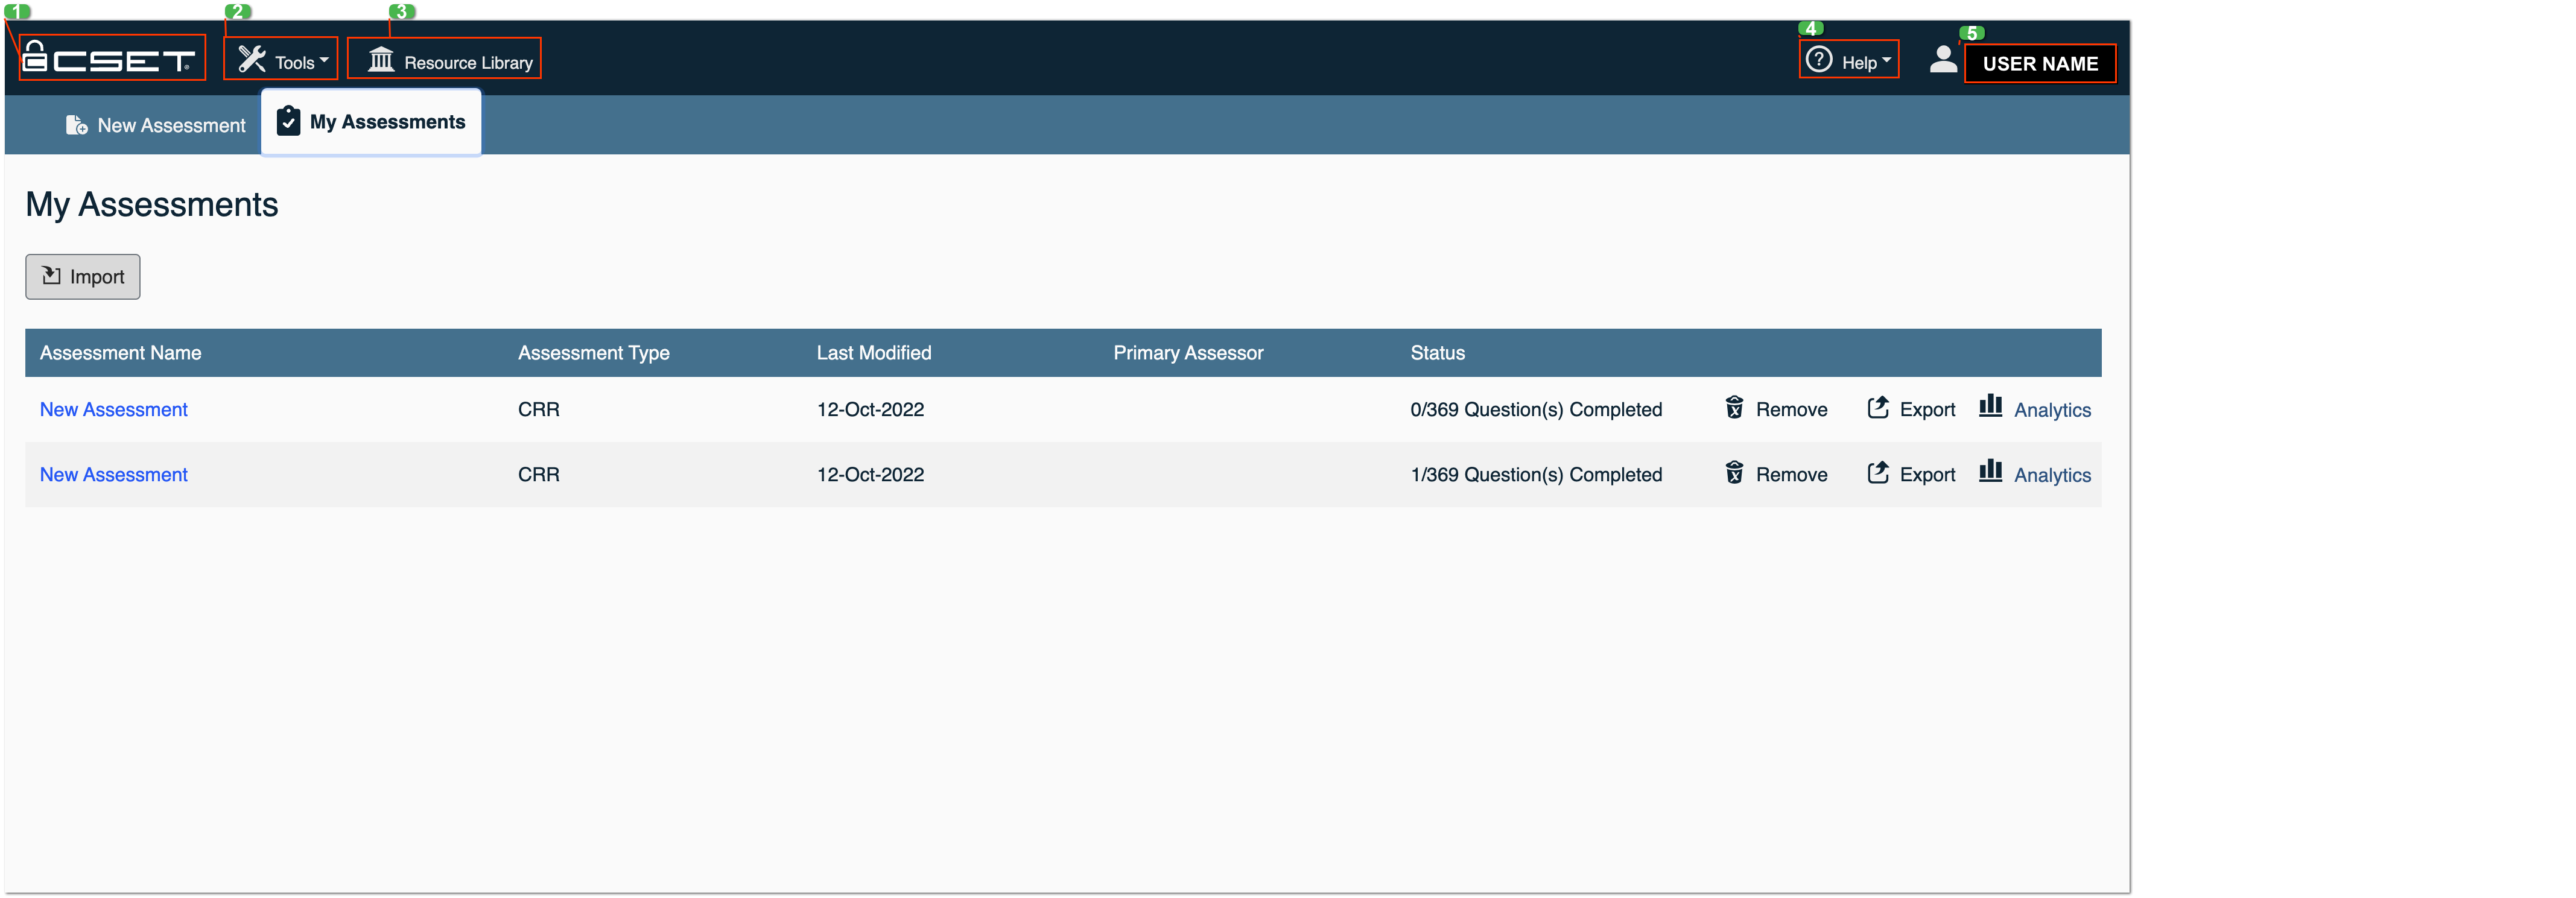 1 2 3 4 5
CSET Tools Resource Library Help USER NAME
New Assessment My Assessments
My Assessments
Import
Assessment Name Assessment Type Last Modified Primary Assessor Status
New Assessment CRR 12-Oct-2022 0/369 Question(s) Completed Remove Export Analytics
New Assessment CRR 12-Oct-2022 1/369 Question(s) Completed Remove Export Analytics